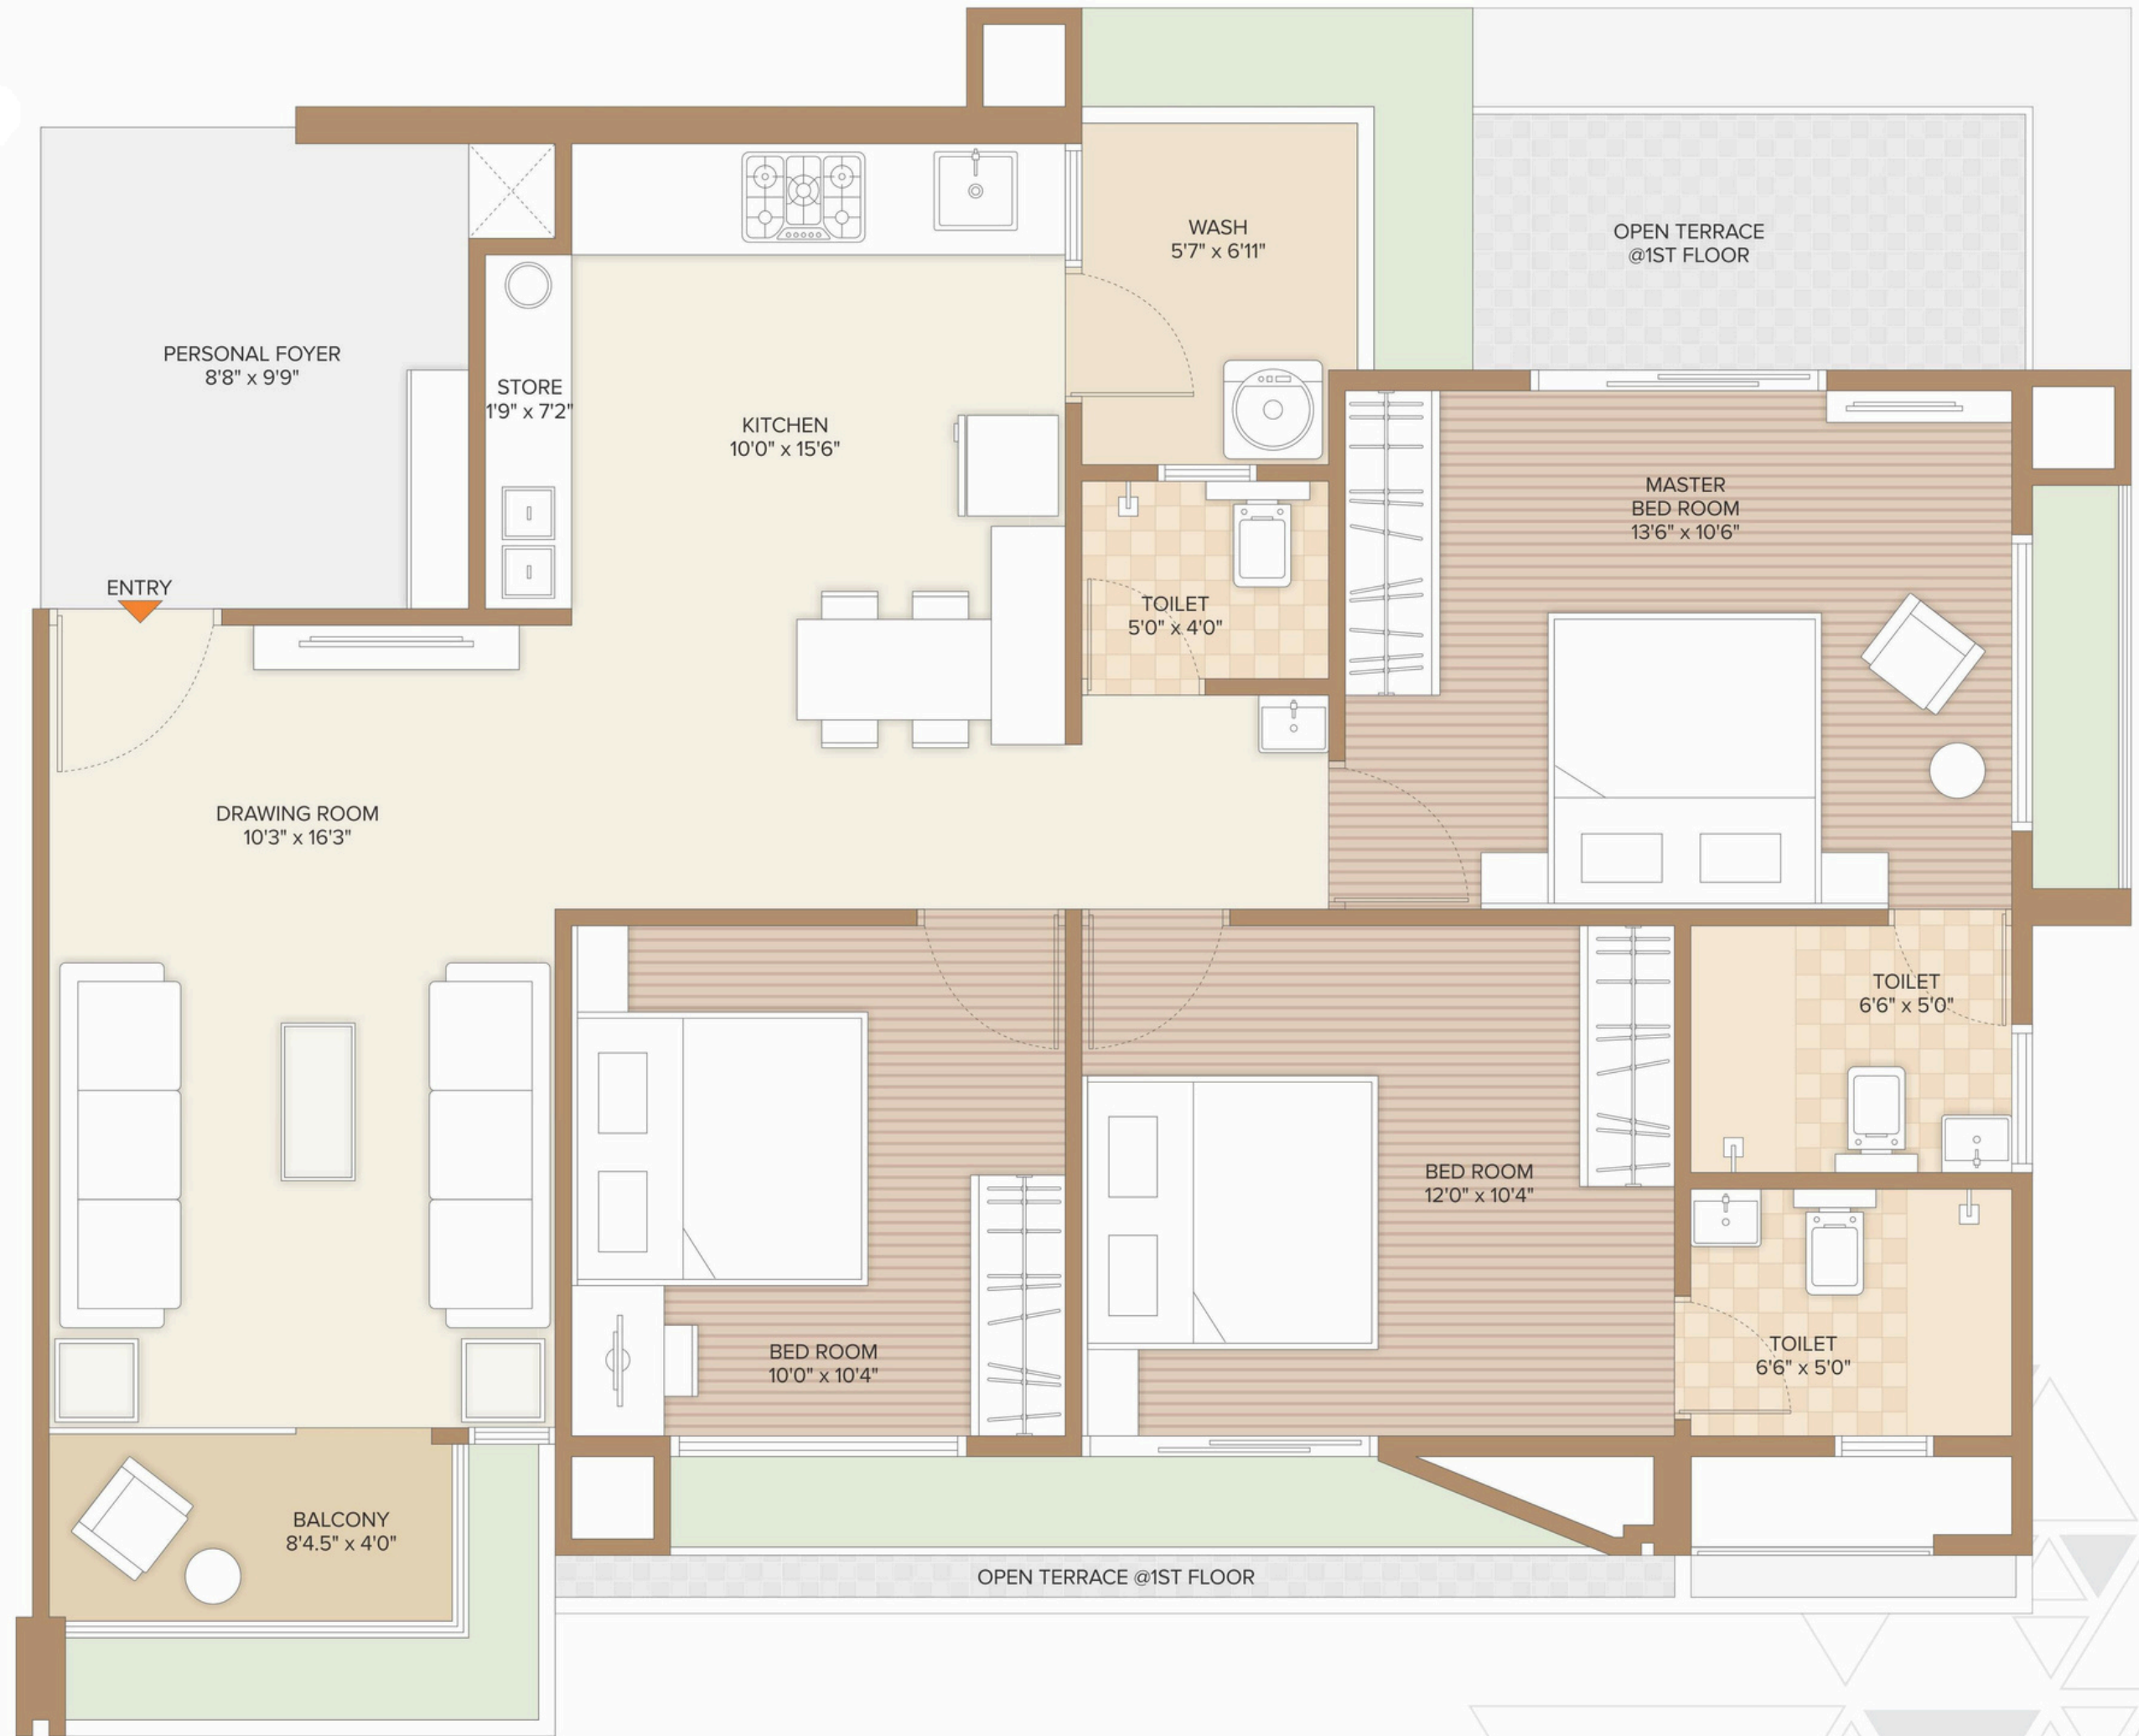 WASH
5'7" x 6'11"
OPEN TERRACE
@1ST FLOOR
PERSONAL FOYER
8'8" x 9'9"
STORE
1'9" x 7'2"
KITCHEN
10'0" x 15'6"
MASTER
BED ROOM
13'6" x 10'6"
ENTRY
TOILET
5'0" x 4'0"
DRAWING ROOM
10'3" x 16'3"
TOILET
6'6" x 5'0"
BED ROOM
12'0" x 10'4"
BED ROOM
10'0" x 10'4"
TOILET
6'6" x 5'0"
BALCONY
8'4.5" x 4'0"
OPEN TERRACE @1ST FLOOR